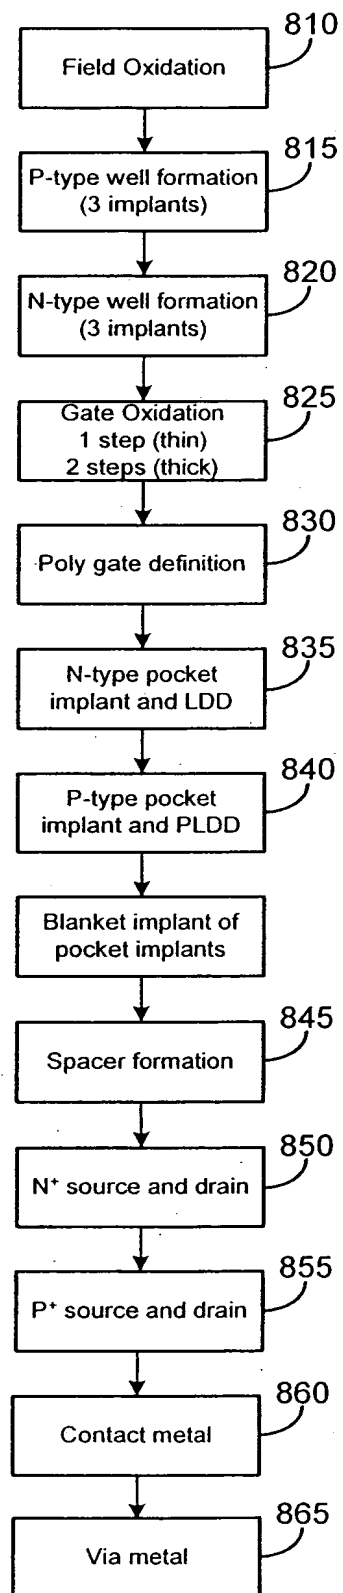 810
Field Oxidation
815
P-type well formation
(3 implants)
820
N-type well formation
(3 implants)
825
Gate Oxidation
1 step (thin)
2 steps (thick)
830
Poly gate definition
835
N-type pocket
implant and LDD
840
P-type pocket
implant and PLDD
Blanket implant of
pocket implants
845
Spacer formation
850
N+ source and drain
855
P+ source and drain
860
Contact metal
865
Via metal